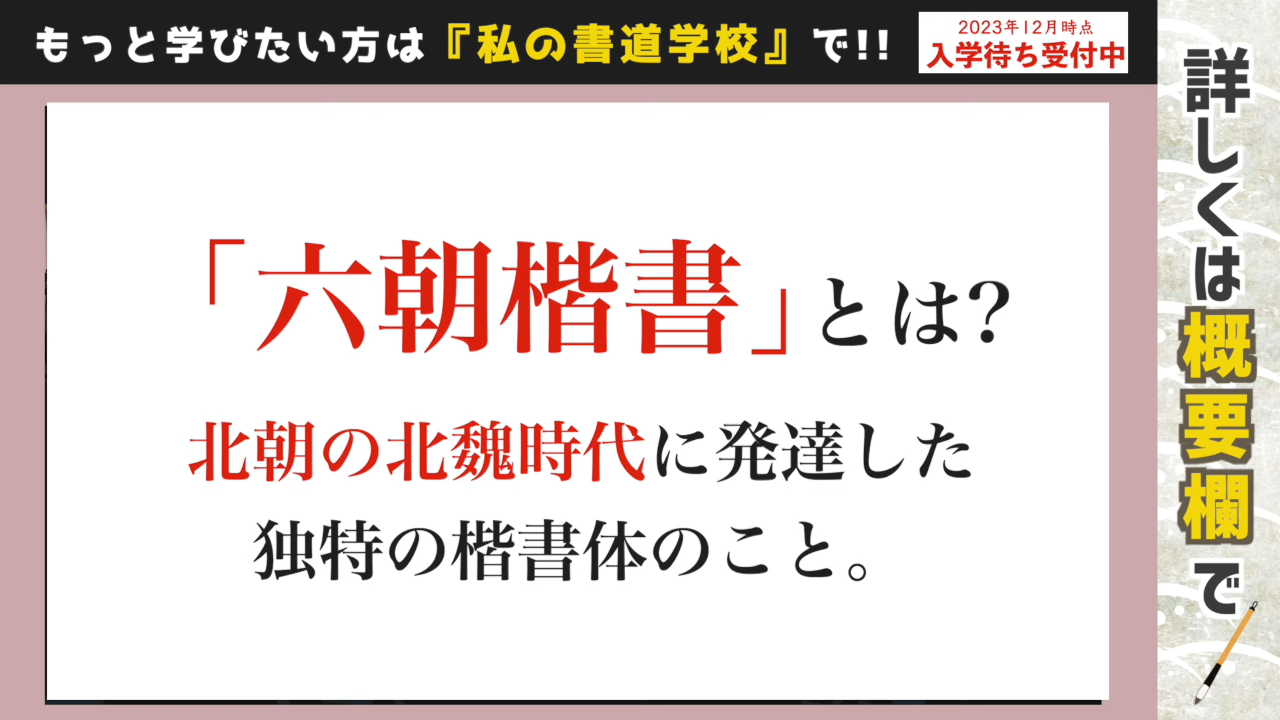 もっと学びたい方は『私の書道学校』で!!
2023年12月時点
入学待ち受付中
「六朝楷書」とは?
北朝の北魏時代に発達した
独特の楷書体のこと。
詳しくは概要欄で